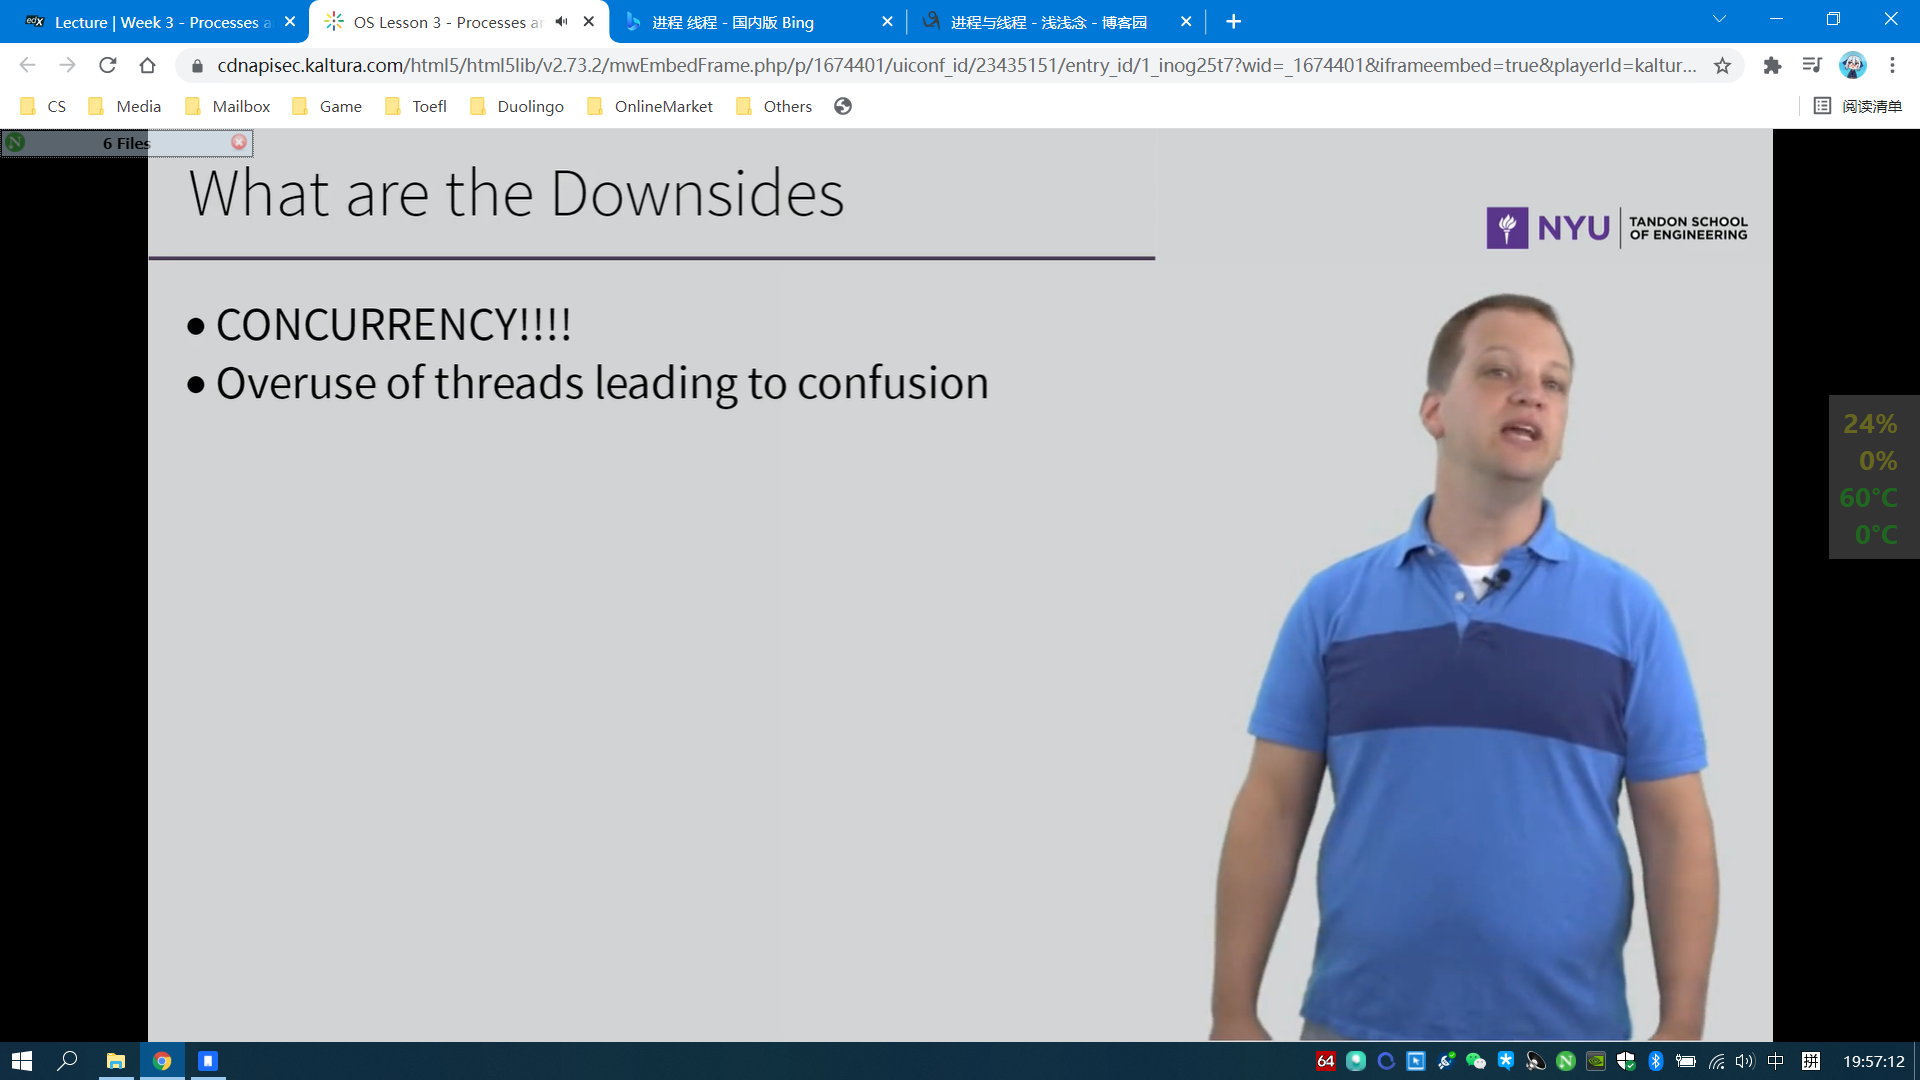 edX Lecture | Week 3 - Processes a
OS Lesson 3 - Processes an
进程 线程 - 国内版 Bing
进程与线程 - 浅浅念 - 博客园
cdnapisec.kaltura.com/html5/html5lib/v2.73.2/mwEmbedFrame.php/p/1674401/uiconf_id/23435151/entry_id/1_inog25t7?wid=_1674401&iframeembed=true&playerId=kaltur...
CS
Media
Mailbox
Game
Toefl
Duolingo
OnlineMarket
Others
阅读清单
N
6 Files
What are the Downsides
NYU
TANDON SCHOOL
OF ENGINEERING
• CONCURRENCY!!!!
• Overuse of threads leading to confusion
24%
0%
60°C
0°C
64
N
中
拼
19:57:12